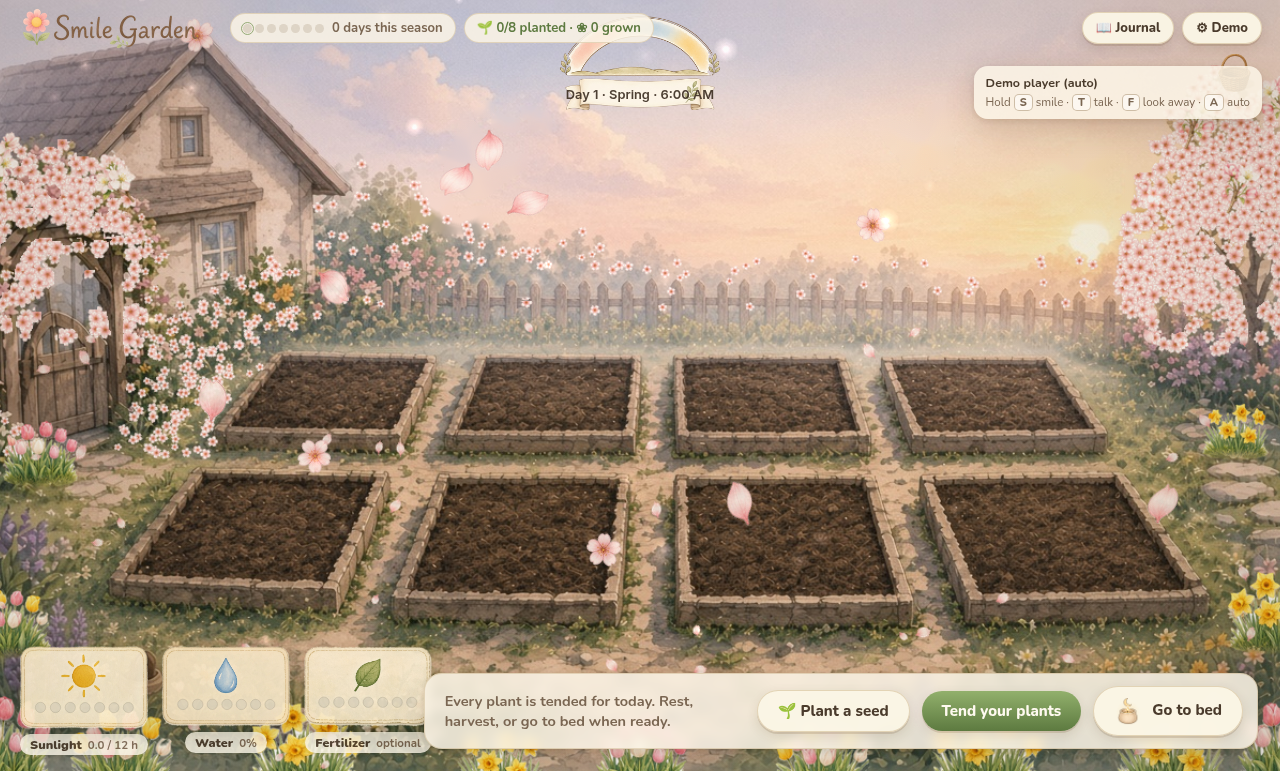 Smile Garden
0 days this season
0/8 planted · 0 grown
Journal
Demo
Day 1 · Spring · 6:00 AM
Demo player (auto)
Hold S smile · T talk · F look away · A auto
Every plant is tended for today. Rest,
harvest, or go to bed when ready.
Plant a seed
Tend your plants
Go to bed
Sunlight 0.0 / 12 h
Water 0%
Fertilizer optional